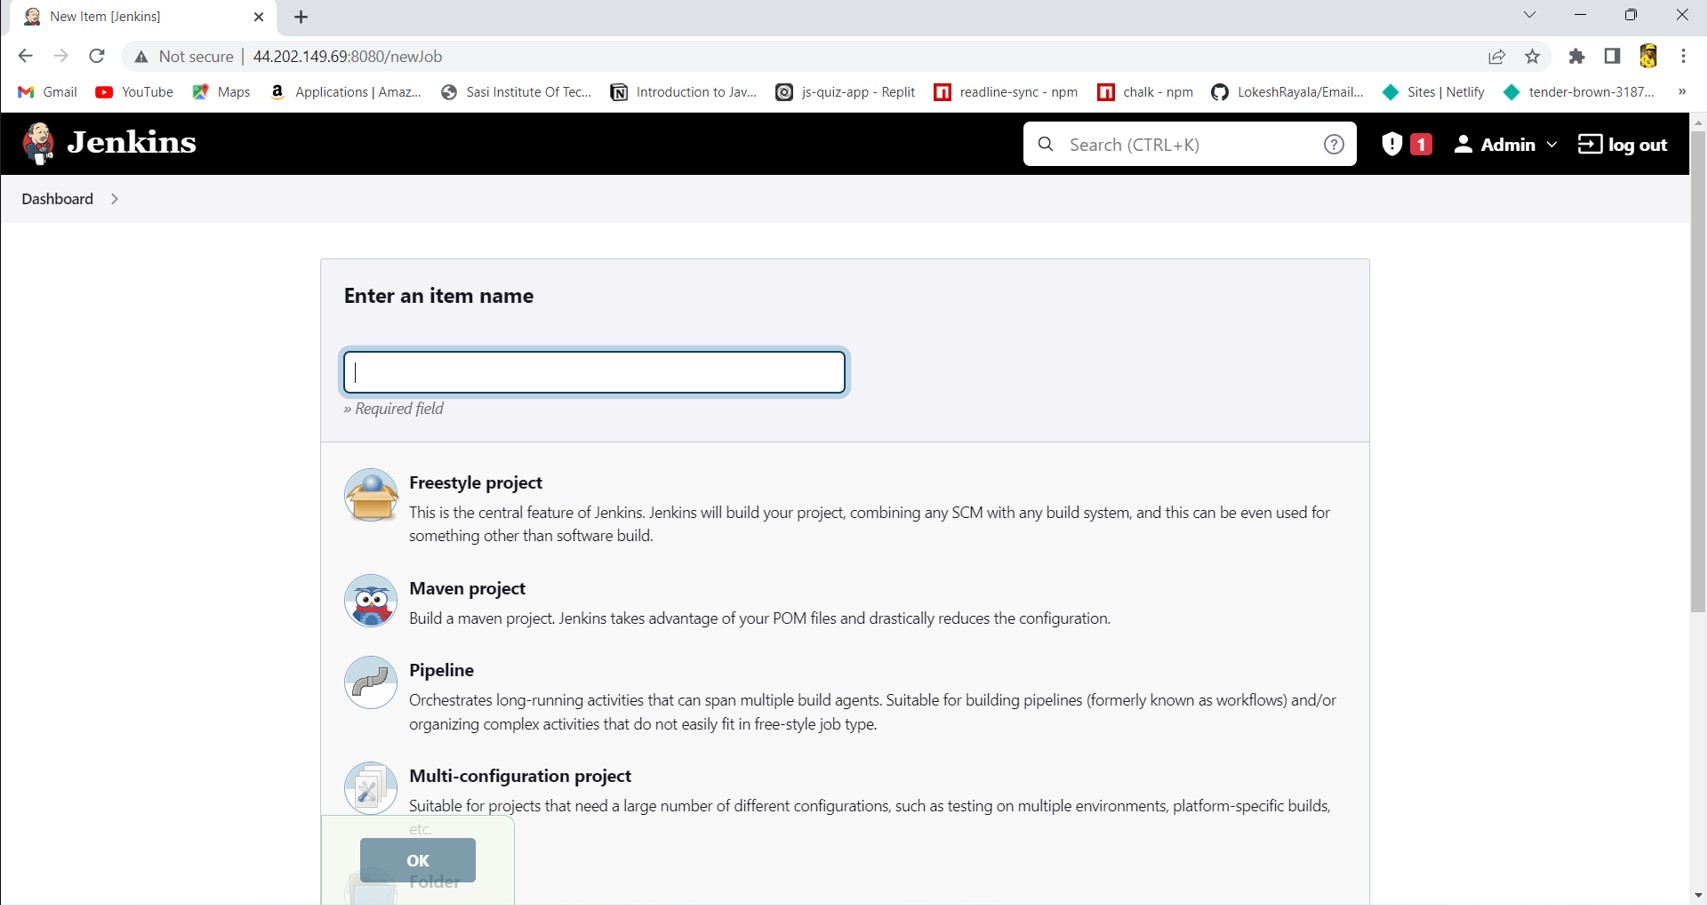 New Item [Jenkins]
Not secure | 44.202.149.69:8080/newJob
Gmail YouTube Maps Applications | Amaz... Sasi Institute Of Tec... Introduction to Jav... js-quiz-app - Replit readline-sync - npm chalk - npm LokeshRayala/Email... Sites | Netlify tender-brown-3187... »
Jenkins Search (CTRL+K) 1 Admin log out
Dashboard
Enter an item name
» Required field
Freestyle project
This is the central feature of Jenkins. Jenkins will build your project, combining any SCM with any build system, and this can be even used for
something other than software build.
Maven project
Build a maven project. Jenkins takes advantage of your POM files and drastically reduces the configuration.
Pipeline
Orchestrates long-running activities that can span multiple build agents. Suitable for building pipelines (formerly known as workflows) and/or
organizing complex activities that do not easily fit in free-style job type.
Multi-configuration project
Suitable for projects that need a large number of different configurations, such as testing on multiple environments, platform-specific builds,
etc.
OK
Folder